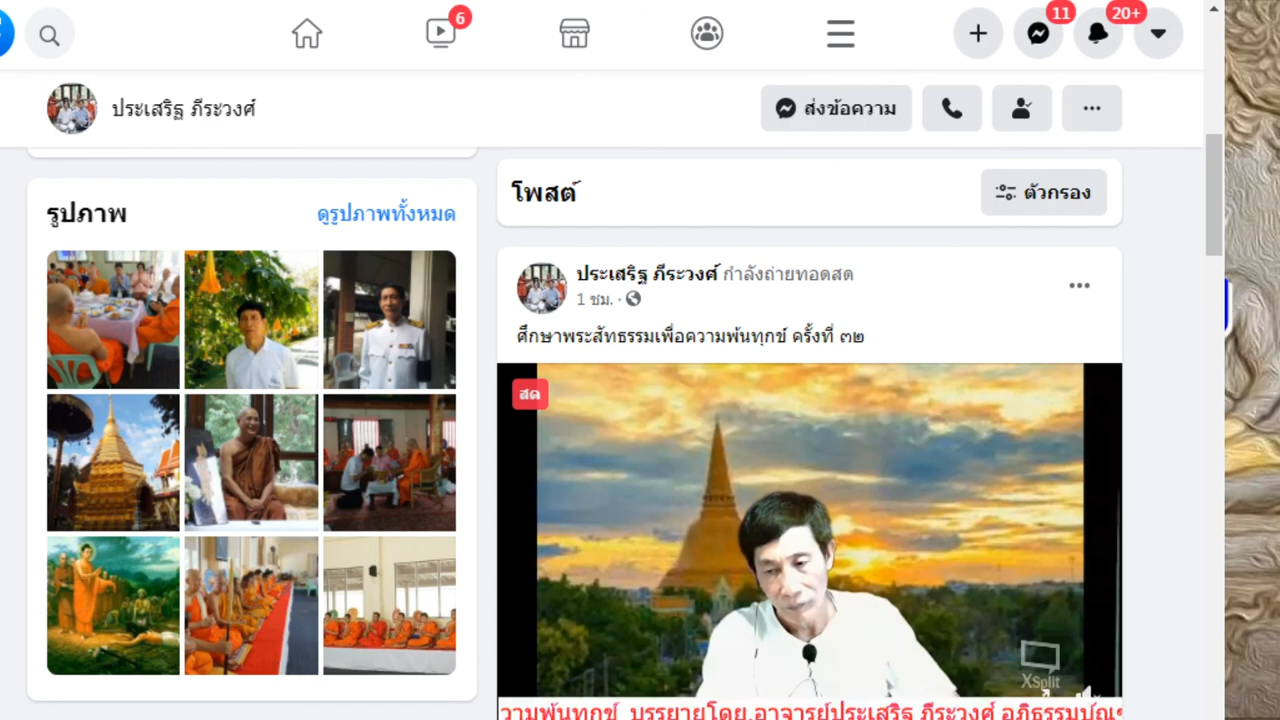 6
11
20+
ประเสริฐ ภีระวงศ์
ส่งข้อความ
รูปภาพ
ดูรูปภาพทั้งหมด
โพสต์
ตัวกรอง
ประเสริฐ ภีระวงศ์ กำลังถ่ายทอดสด
1 ชม. ·
ศึกษาพระสัทธรรมเพื่อความพ้นทุกข์ ครั้งที่ ๓๒
สด
XSplit
วามพ้นทุกข์ บรรยายโดย.อาจารย์ประเสริฐ ภีระวงศ์ อภิธรรมบัณฑ